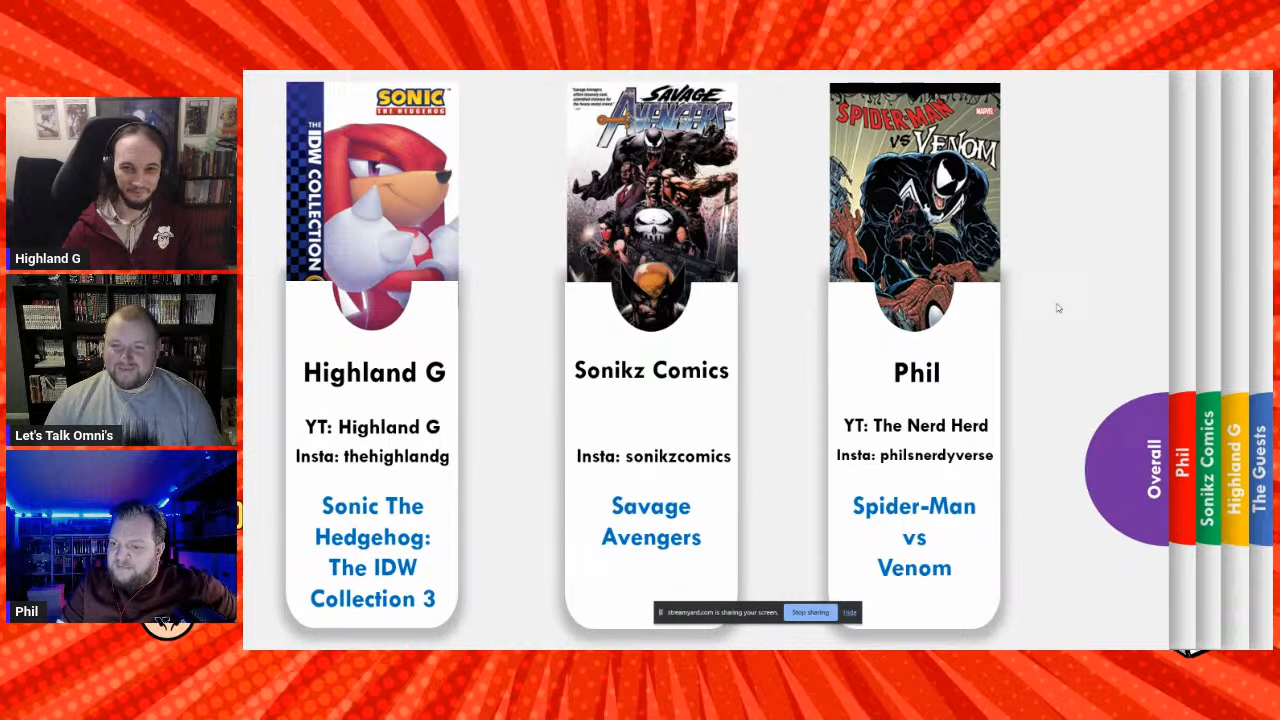 Highland G
Let's Talk Omni's
Phil
SONIC
THE HEDGEHOG
THE IDW COLLECTION
SAVAGE
AVENGERS
SPIDER-MAN
VS
VENOM
MARVEL
Highland G
YT: Highland G
Insta: thehighlandg
Sonic The
Hedgehog:
The IDW
Collection 3
Sonikz Comics
Insta: sonikzcomics
Savage
Avengers
Phil
YT: The Nerd Herd
Insta: philsnerdyverse
Spider-Man
vs
Venom
streamyard.com is sharing your screen.
Stop sharing
Hide
Overall
Phil
Sonikz Comics
Highland G
The Guests